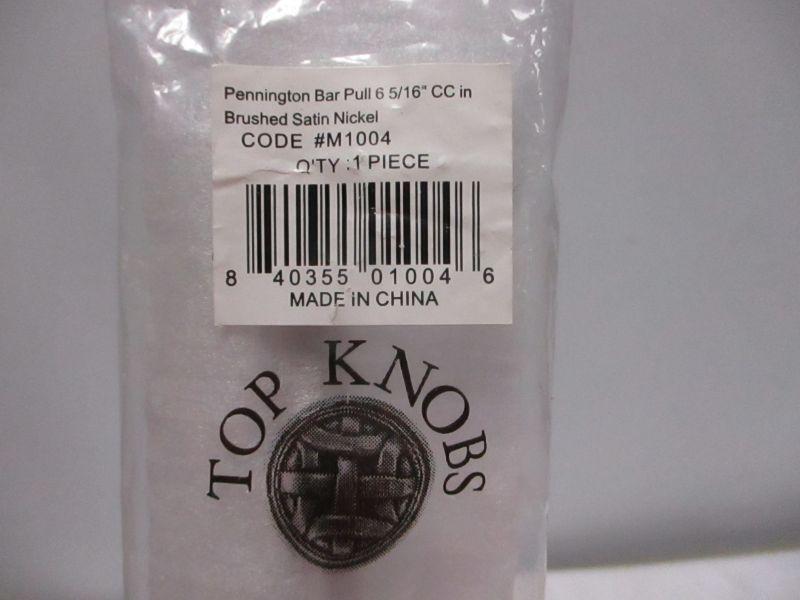 Pennington Bar Pull 6 5/16" CC in
Brushed Satin Nickel
CODE #M1004
Q'TY :1 PIECE
8 40355 01004 6
MADE iN CHINA
TOP KNOBS